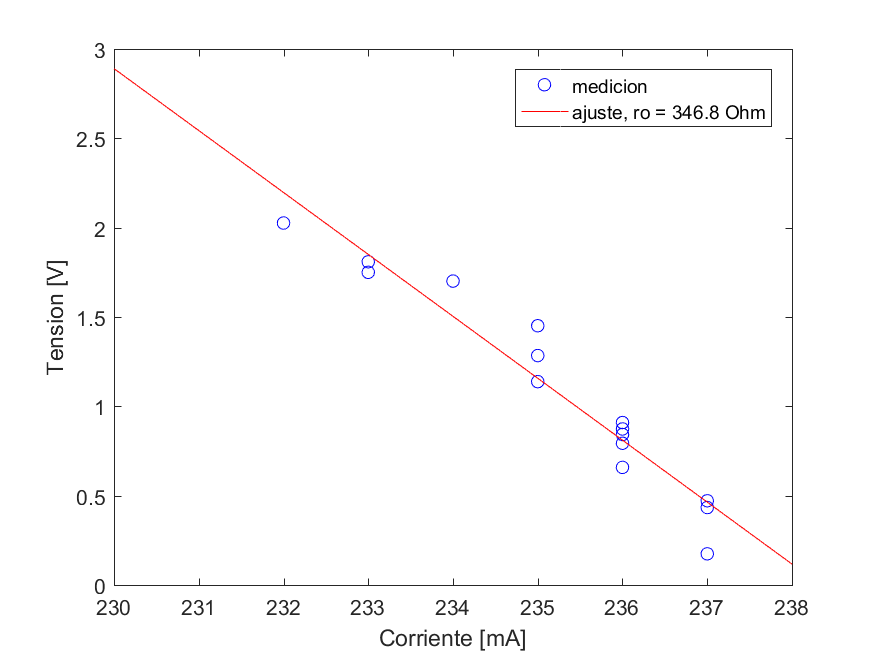 medicion
ajuste, ro = 346.8 Ohm
3
2.5
2
1.5
1
0.5
0
Tension [V]
230 231 232 233 234 235 236 237 238
Corriente [mA]